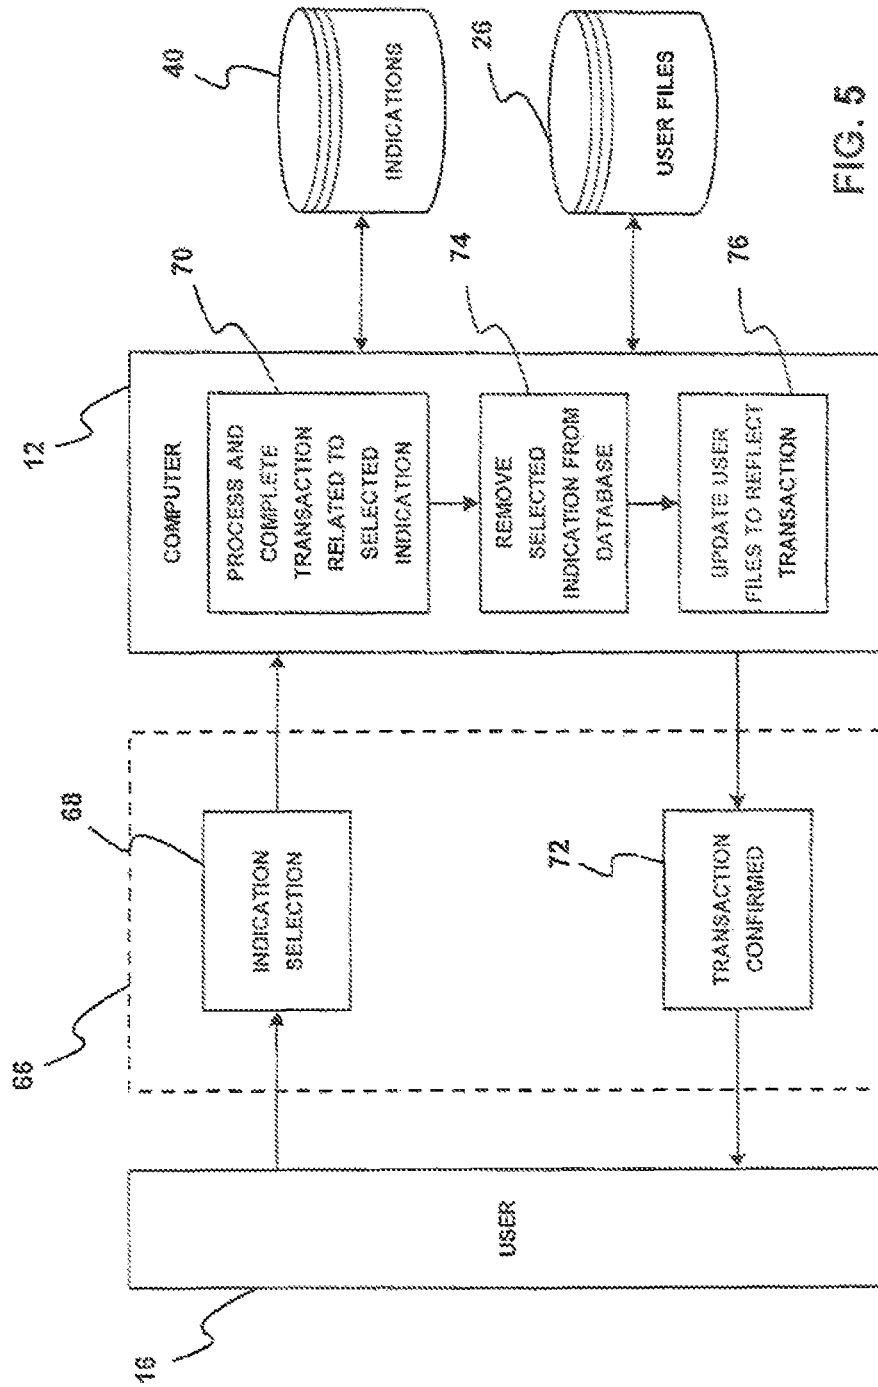 16
USER
66
68
INDICATION
SELECTION
72
TRANSACTION
CONFIRMED
12
COMPUTER
70
PROCESS AND
COMPLETE
TRANSACTION
RELATED TO
SELECTED
INDICATION
74
REMOVE
SELECTED
INDICATION FROM
DATABASE
76
UPDATE USER
FILES TO REFLECT
TRANSACTION
40
INDICATIONS
26
USER FILES
FIG. 5